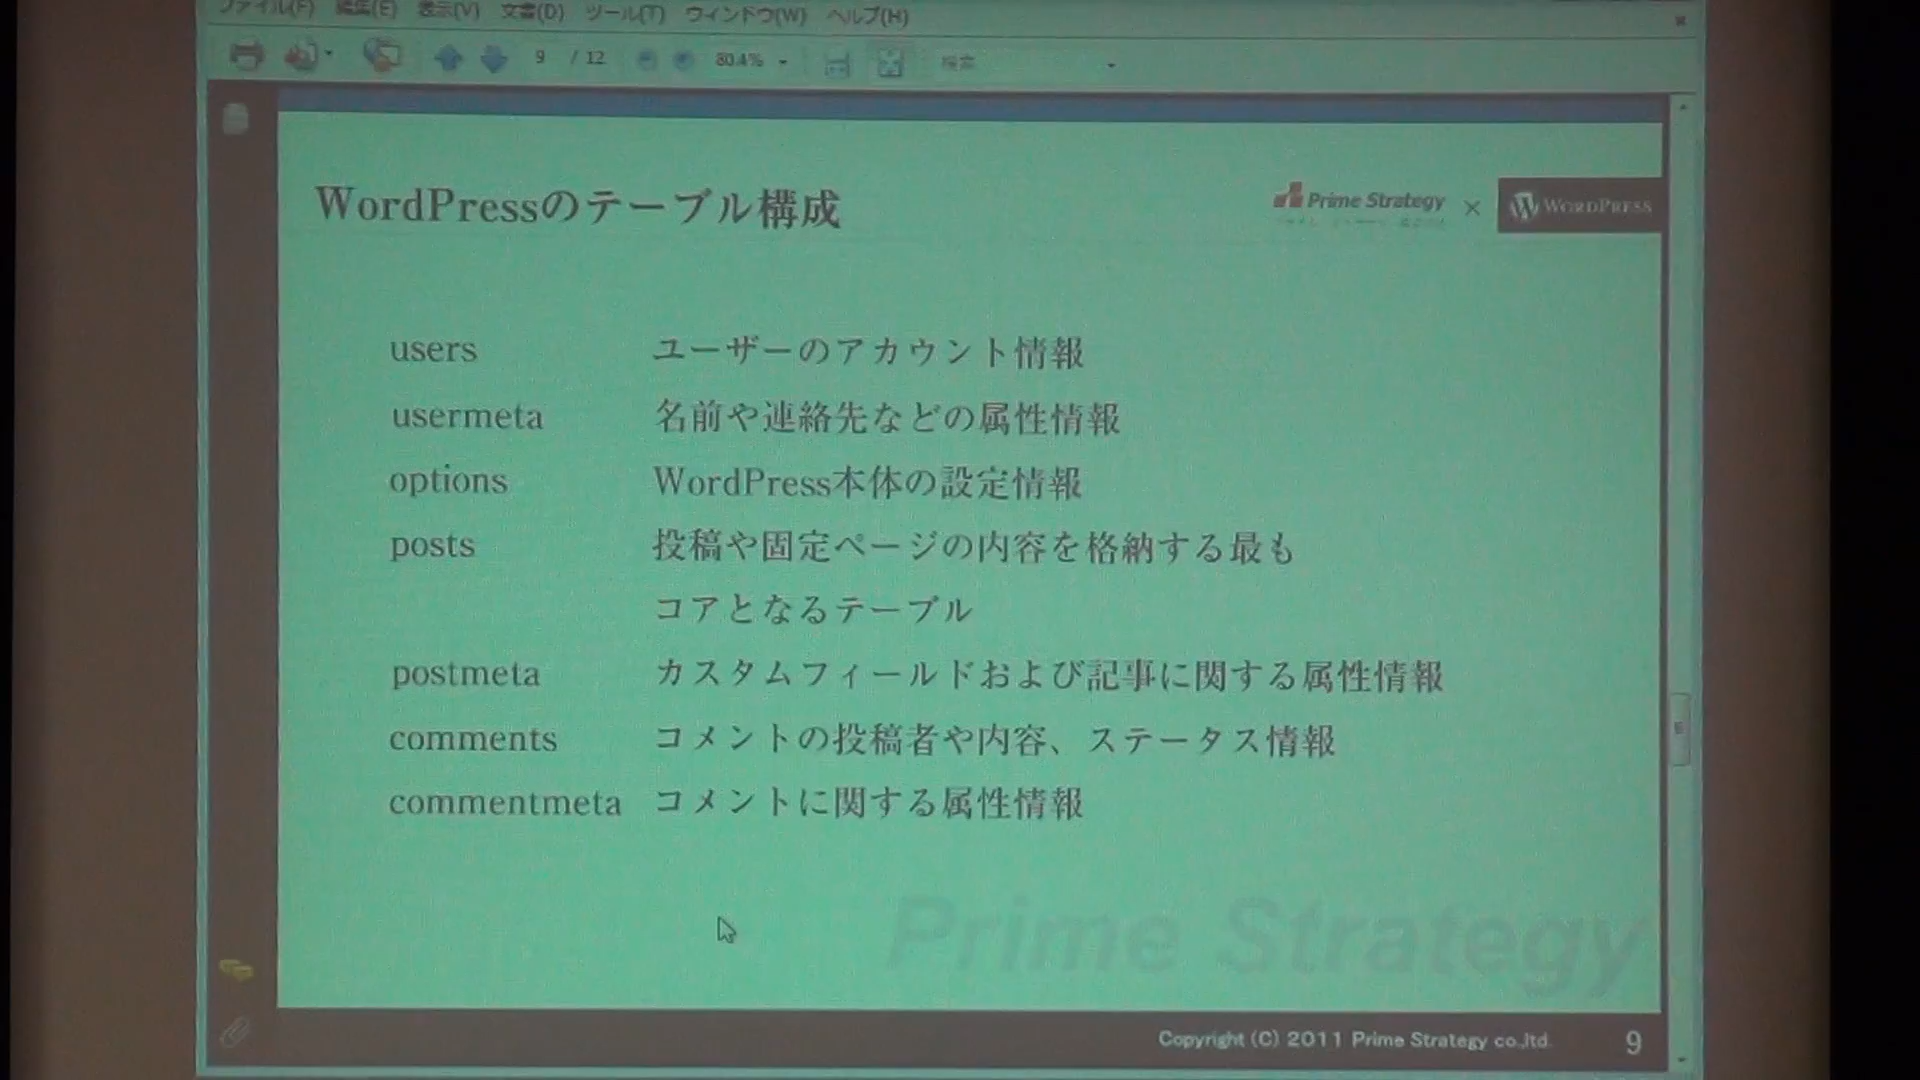 ファイル(F) 編集(E) 表示(V) 文書(D) ツール(T) ウィンドウ(W) ヘルプ(H)
9 / 12 80.4% 検索
WordPressのテーブル構成
Prime Strategy × WORDPRESS
users ユーザーのアカウント情報
usermeta 名前や連絡先などの属性情報
options WordPress本体の設定情報
posts 投稿や固定ページの内容を格納する最も
コアとなるテーブル
postmeta カスタムフィールドおよび記事に関する属性情報
comments コメントの投稿者や内容、ステータス情報
commentmeta コメントに関する属性情報
Prime Strategy
Copyright (C) 2011 Prime Strategy co.,ltd. 9